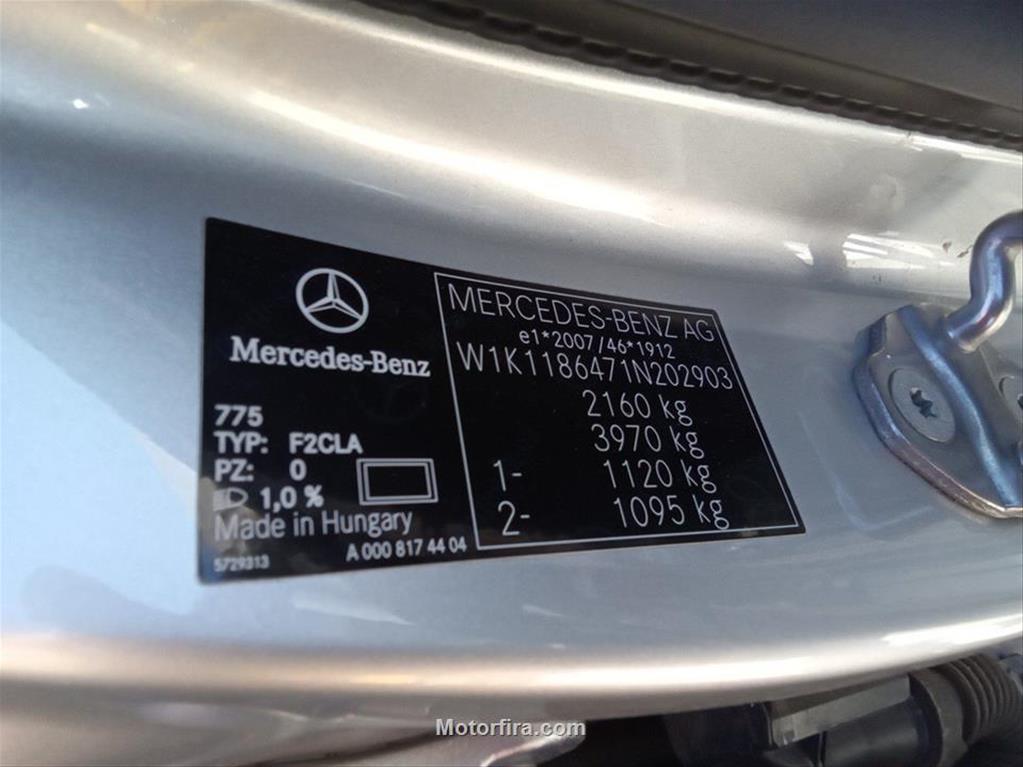 Mercedes-Benz
775
TYP: F2CLA
PZ: 0
1,0 %
Made in Hungary
A 000 817 44 04
5729313
MERCEDES-BENZ AG
e1*2007/46*1912
W1K1186471N202903
2160 kg
3970 kg
1- 1120 kg
2- 1095 kg
Motorfira.com